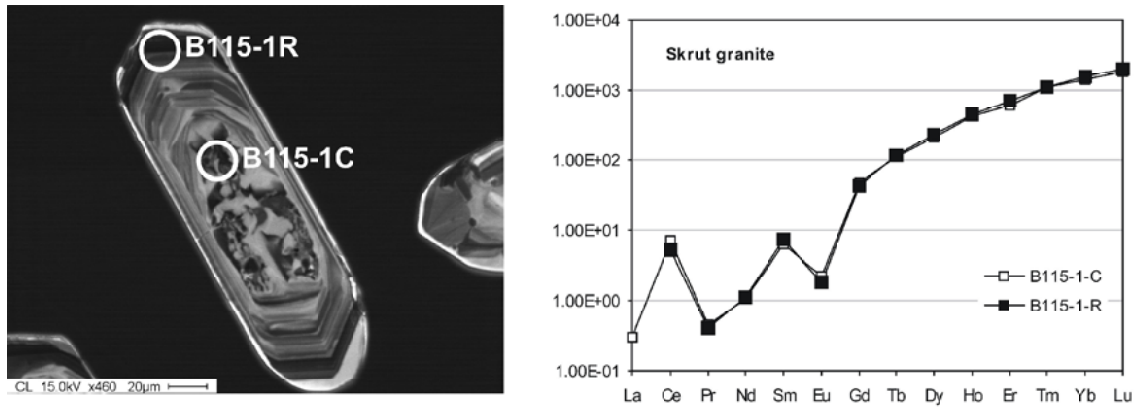 B115-1R
B115-1C
CL 15.0kV x460 20µm
Skrut granite
1.00E+04
1.00E+03
1.00E+02
1.00E+01
1.00E+00
1.00E-01
B115-1-C
B115-1-R
La Ce Pr Nd Sm Eu Gd Tb Dy Ho Er Tm Yb Lu